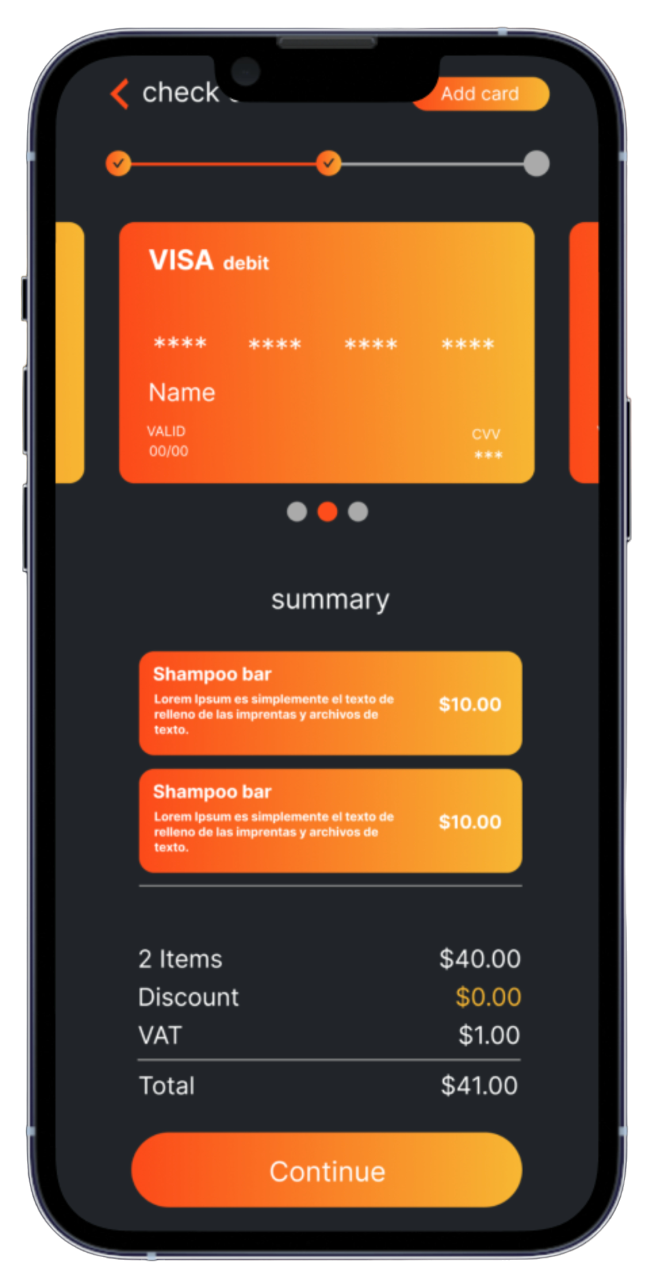 check
Add card
VISA debit
**** **** **** ****
Name
VALID
00/00
CVV
***
summary
Shampoo bar
Lorem Ipsum es simplemente el texto de
relleno de las imprentas y archivos de
texto.
$10.00
Shampoo bar
Lorem Ipsum es simplemente el texto de
relleno de las imprentas y archivos de
texto.
$10.00
2 Items $40.00
Discount $0.00
VAT $1.00
Total $41.00
Continue